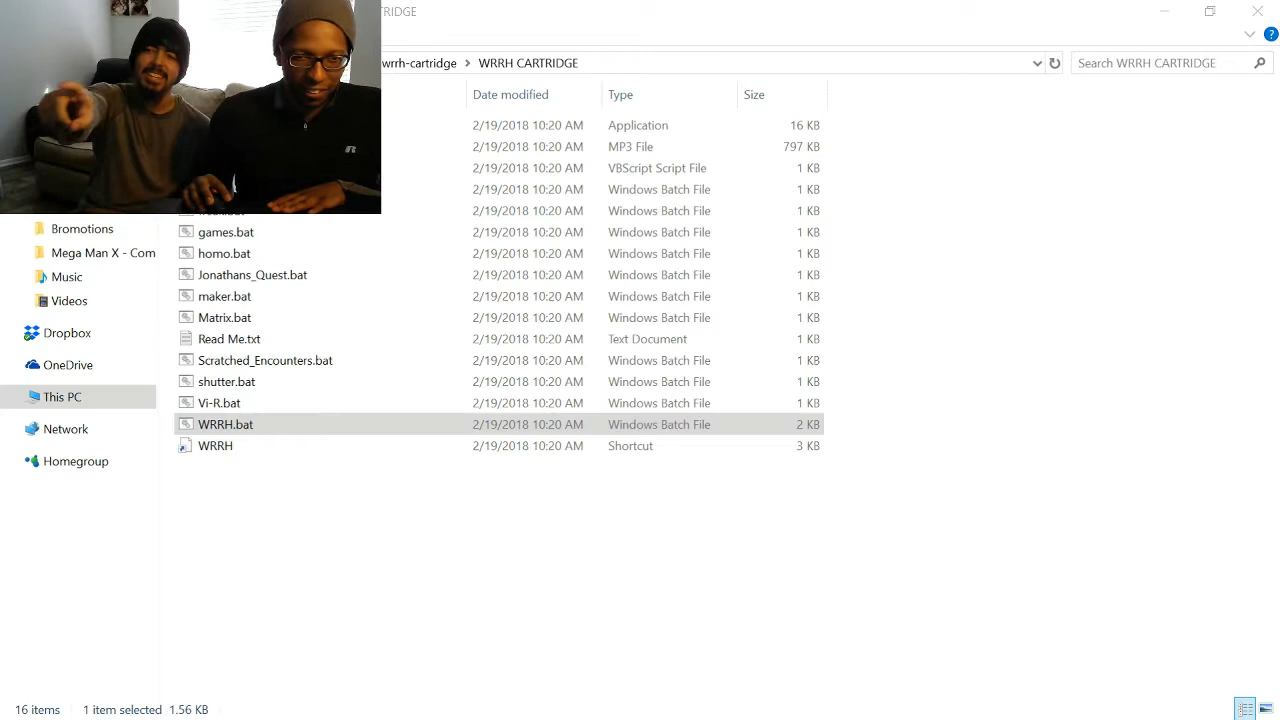 RTRIDGE
wrrh-cartridge > WRRH CARTRIDGE
Search WRRH CARTRIDGE
Date modified Type Size
2/19/2018 10:20 AM Application 16 KB
2/19/2018 10:20 AM MP3 File 797 KB
2/19/2018 10:20 AM VBScript Script File 1 KB
2/19/2018 10:20 AM Windows Batch File 1 KB
2/19/2018 10:20 AM Windows Batch File 1 KB
Bromotions
games.bat 2/19/2018 10:20 AM Windows Batch File 1 KB
Mega Man X - Com
homo.bat 2/19/2018 10:20 AM Windows Batch File 1 KB
Music
Jonathans_Quest.bat 2/19/2018 10:20 AM Windows Batch File 1 KB
Videos
maker.bat 2/19/2018 10:20 AM Windows Batch File 1 KB
Matrix.bat 2/19/2018 10:20 AM Windows Batch File 1 KB
Dropbox
Read Me.txt 2/19/2018 10:20 AM Text Document 1 KB
OneDrive
Scratched_Encounters.bat 2/19/2018 10:20 AM Windows Batch File 1 KB
shutter.bat 2/19/2018 10:20 AM Windows Batch File 1 KB
This PC
Vi-R.bat 2/19/2018 10:20 AM Windows Batch File 1 KB
Network
WRRH.bat 2/19/2018 10:20 AM Windows Batch File 2 KB
WRRH 2/19/2018 10:20 AM Shortcut 3 KB
Homegroup
16 items 1 item selected 1.56 KB